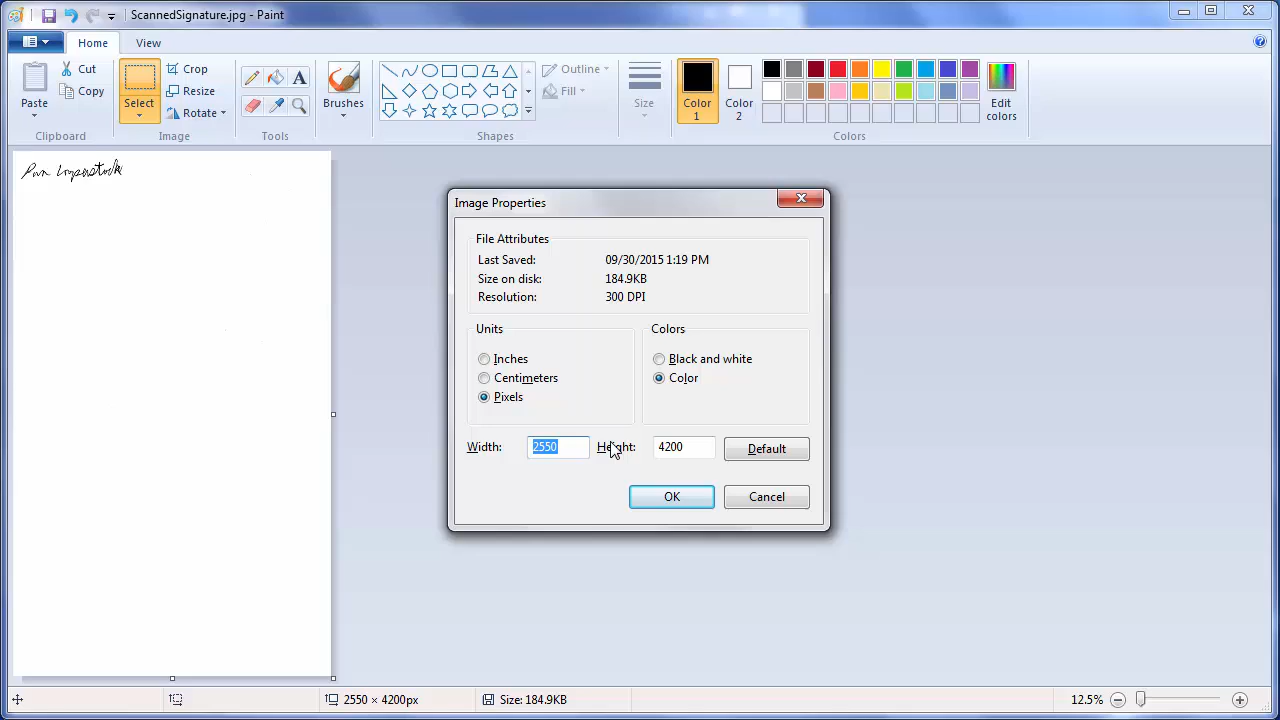 ScannedSignature.jpg - Paint
Home View
Paste
Cut
Copy
Clipboard
Select
Crop
Resize
Rotate
Image
A
Tools
Brushes
Outline
Fill
Shapes
Size
Color 1
Color 2
Edit colors
Colors
Image Properties
File Attributes
Last Saved: 09/30/2015 1:19 PM
Size on disk: 184.9KB
Resolution: 300 DPI
Units
Inches
Centimeters
Pixels
Colors
Black and white
Color
Width: 2550 Height: 4200 Default
OK Cancel
2550 × 4200px Size: 184.9KB 12.5%